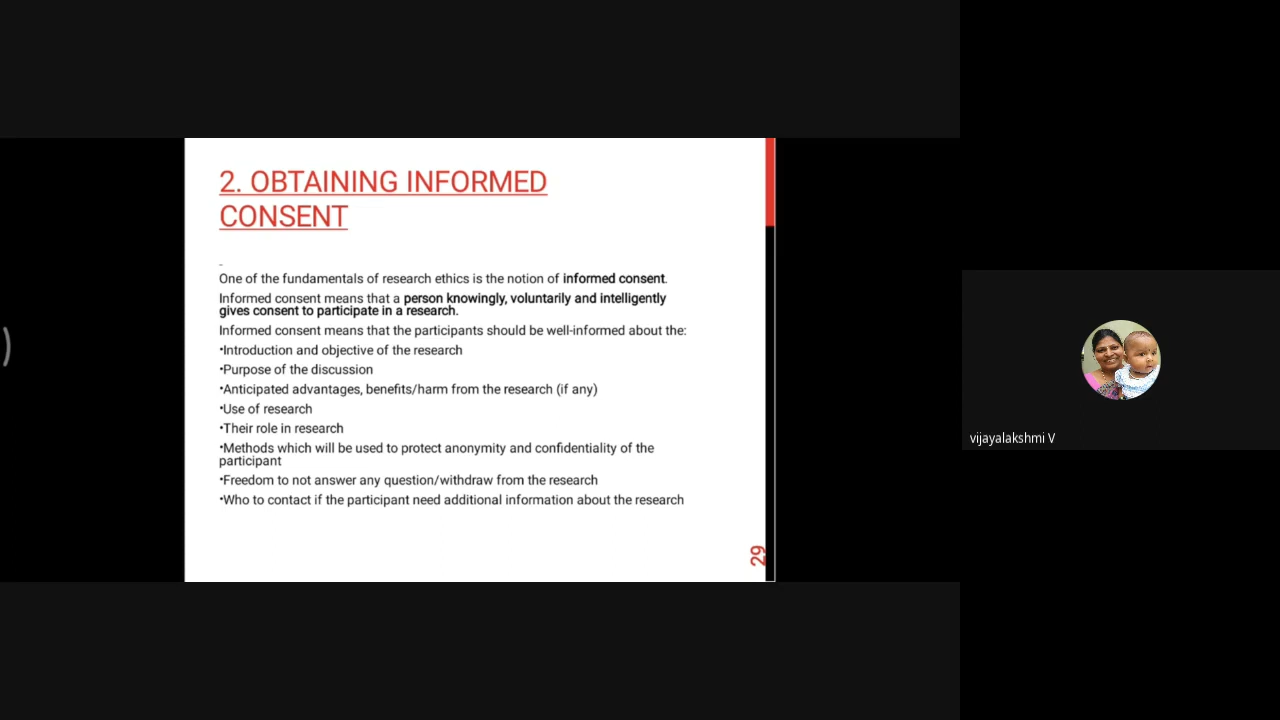 2. OBTAINING INFORMED
CONSENT
One of the fundamentals of research ethics is the notion of informed consent.
Informed consent means that a person knowingly, voluntarily and intelligently
gives consent to participate in a research.
Informed consent means that the participants should be well-informed about the:
•Introduction and objective of the research
•Purpose of the discussion
•Anticipated advantages, benefits/harm from the research (if any)
•Use of research
•Their role in research
•Methods which will be used to protect anonymity and confidentiality of the
participant
•Freedom to not answer any question/withdraw from the research
•Who to contact if the participant need additional information about the research
29
vijayalakshmi V